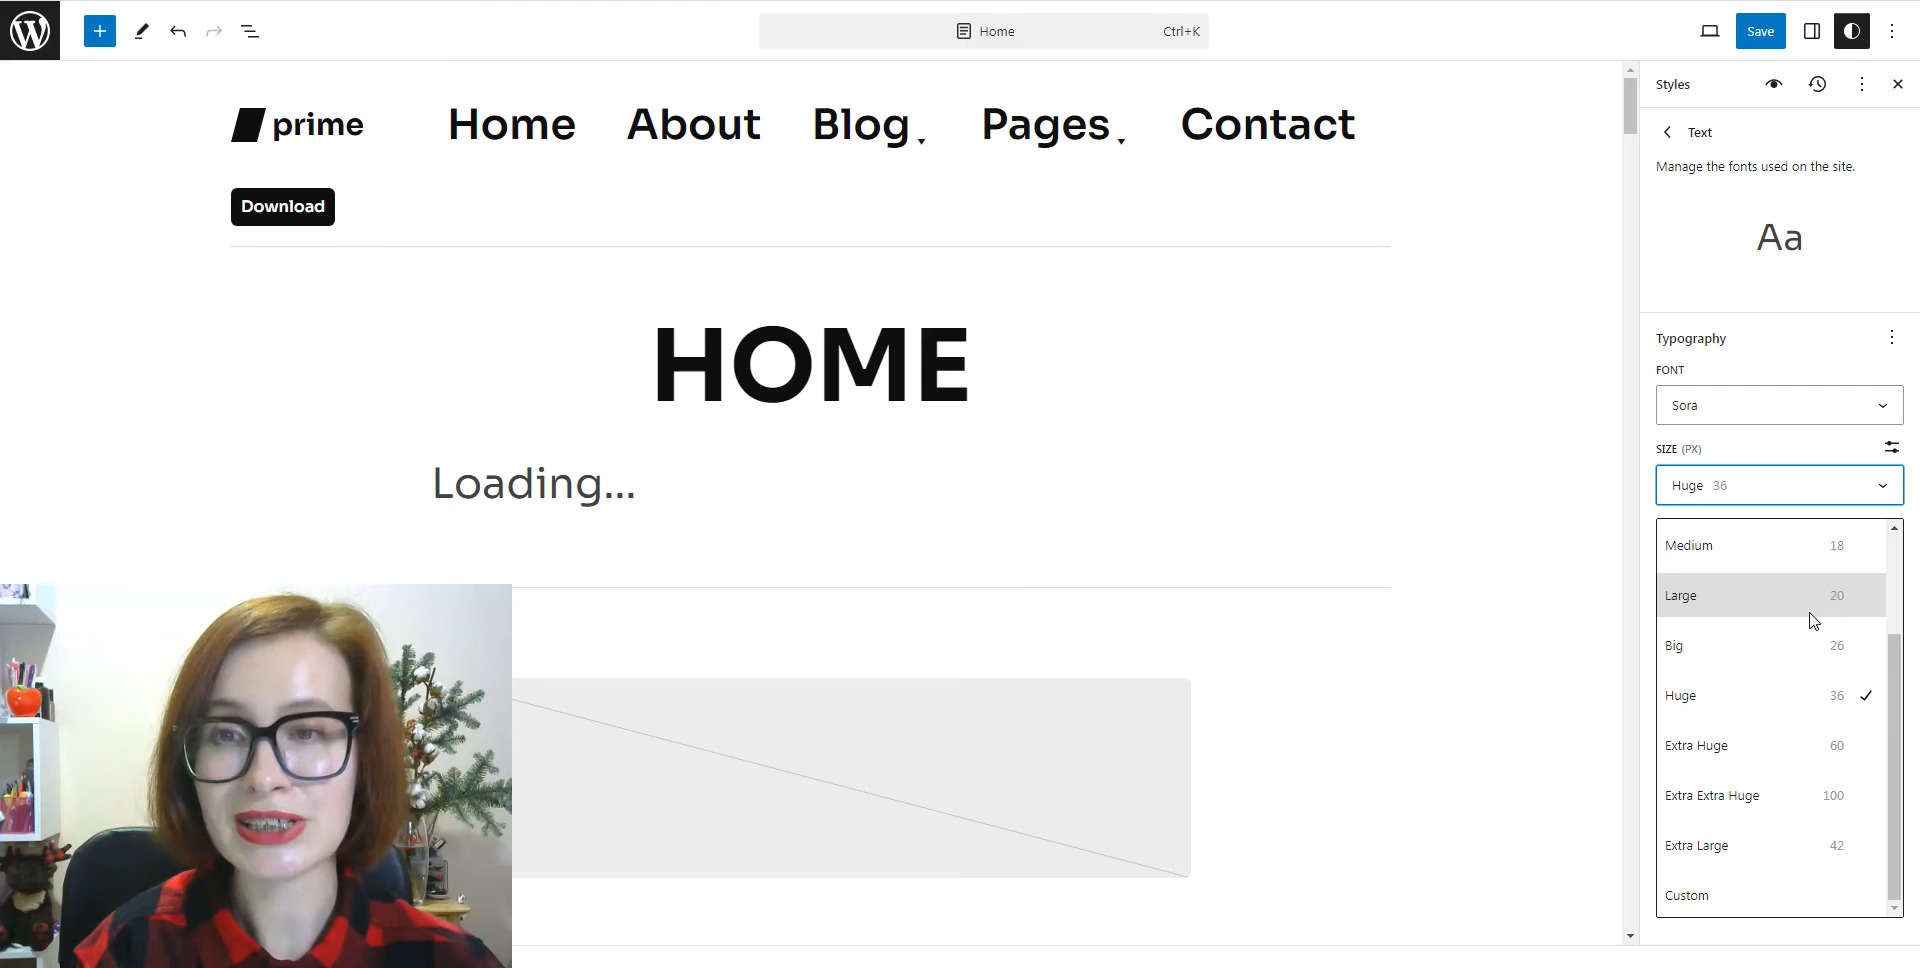 Home Ctrl+K
Save
prime
Home
About
Blog
Pages
Contact
Download
HOME
Loading...
Styles
Text
Manage the fonts used on the site.
Aa
Typography
FONT
Sora
SIZE (PX)
Huge 36
Medium 18
Large 20
Big 26
Huge 36
Extra Huge 60
Extra Extra Huge 100
Extra Large 42
Custom